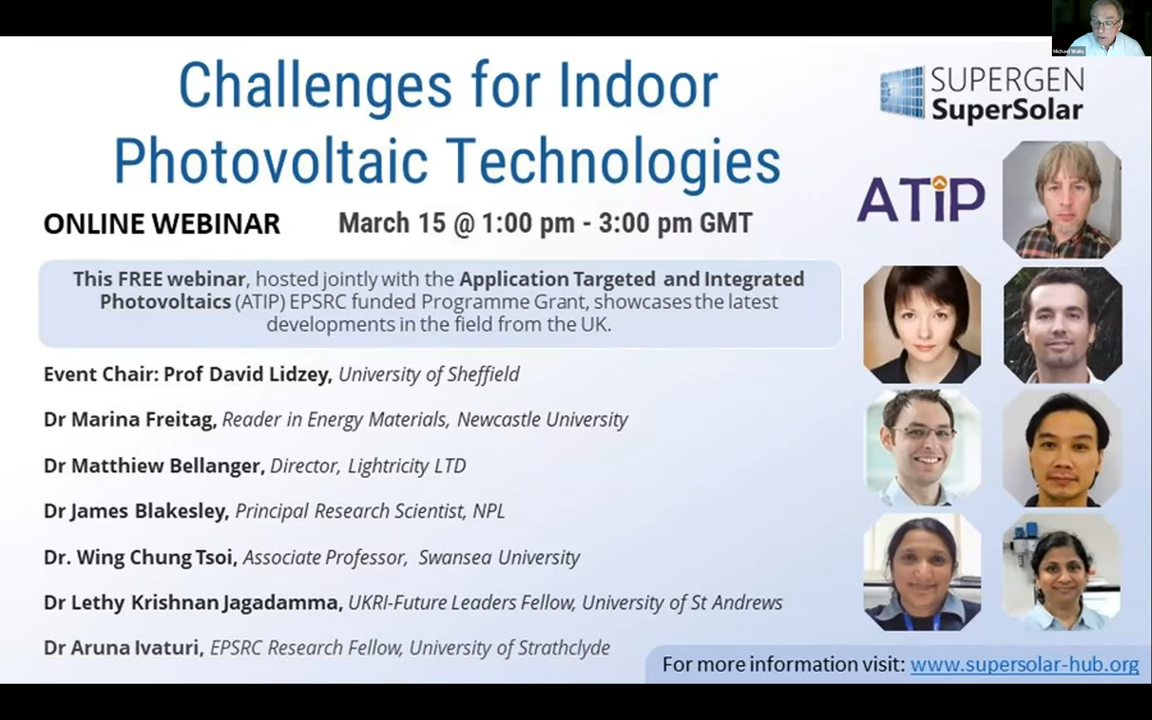 Michael Walls
Challenges for Indoor
Photovoltaic Technologies
SUPERGEN
SuperSolar
ATIP
ONLINE WEBINAR
March 15 @ 1:00 pm - 3:00 pm GMT
This FREE webinar, hosted jointly with the Application Targeted and Integrated
Photovoltaics (ATIP) EPSRC funded Programme Grant, showcases the latest
developments in the field from the UK.
Event Chair: Prof David Lidzey, University of Sheffield
Dr Marina Freitag, Reader in Energy Materials, Newcastle University
Dr Matthiew Bellanger, Director, Lightricity LTD
Dr James Blakesley, Principal Research Scientist, NPL
Dr. Wing Chung Tsoi, Associate Professor, Swansea University
Dr Lethy Krishnan Jagadamma, UKRI-Future Leaders Fellow, University of St Andrews
Dr Aruna Ivaturi, EPSRC Research Fellow, University of Strathclyde
For more information visit: www.supersolar-hub.org